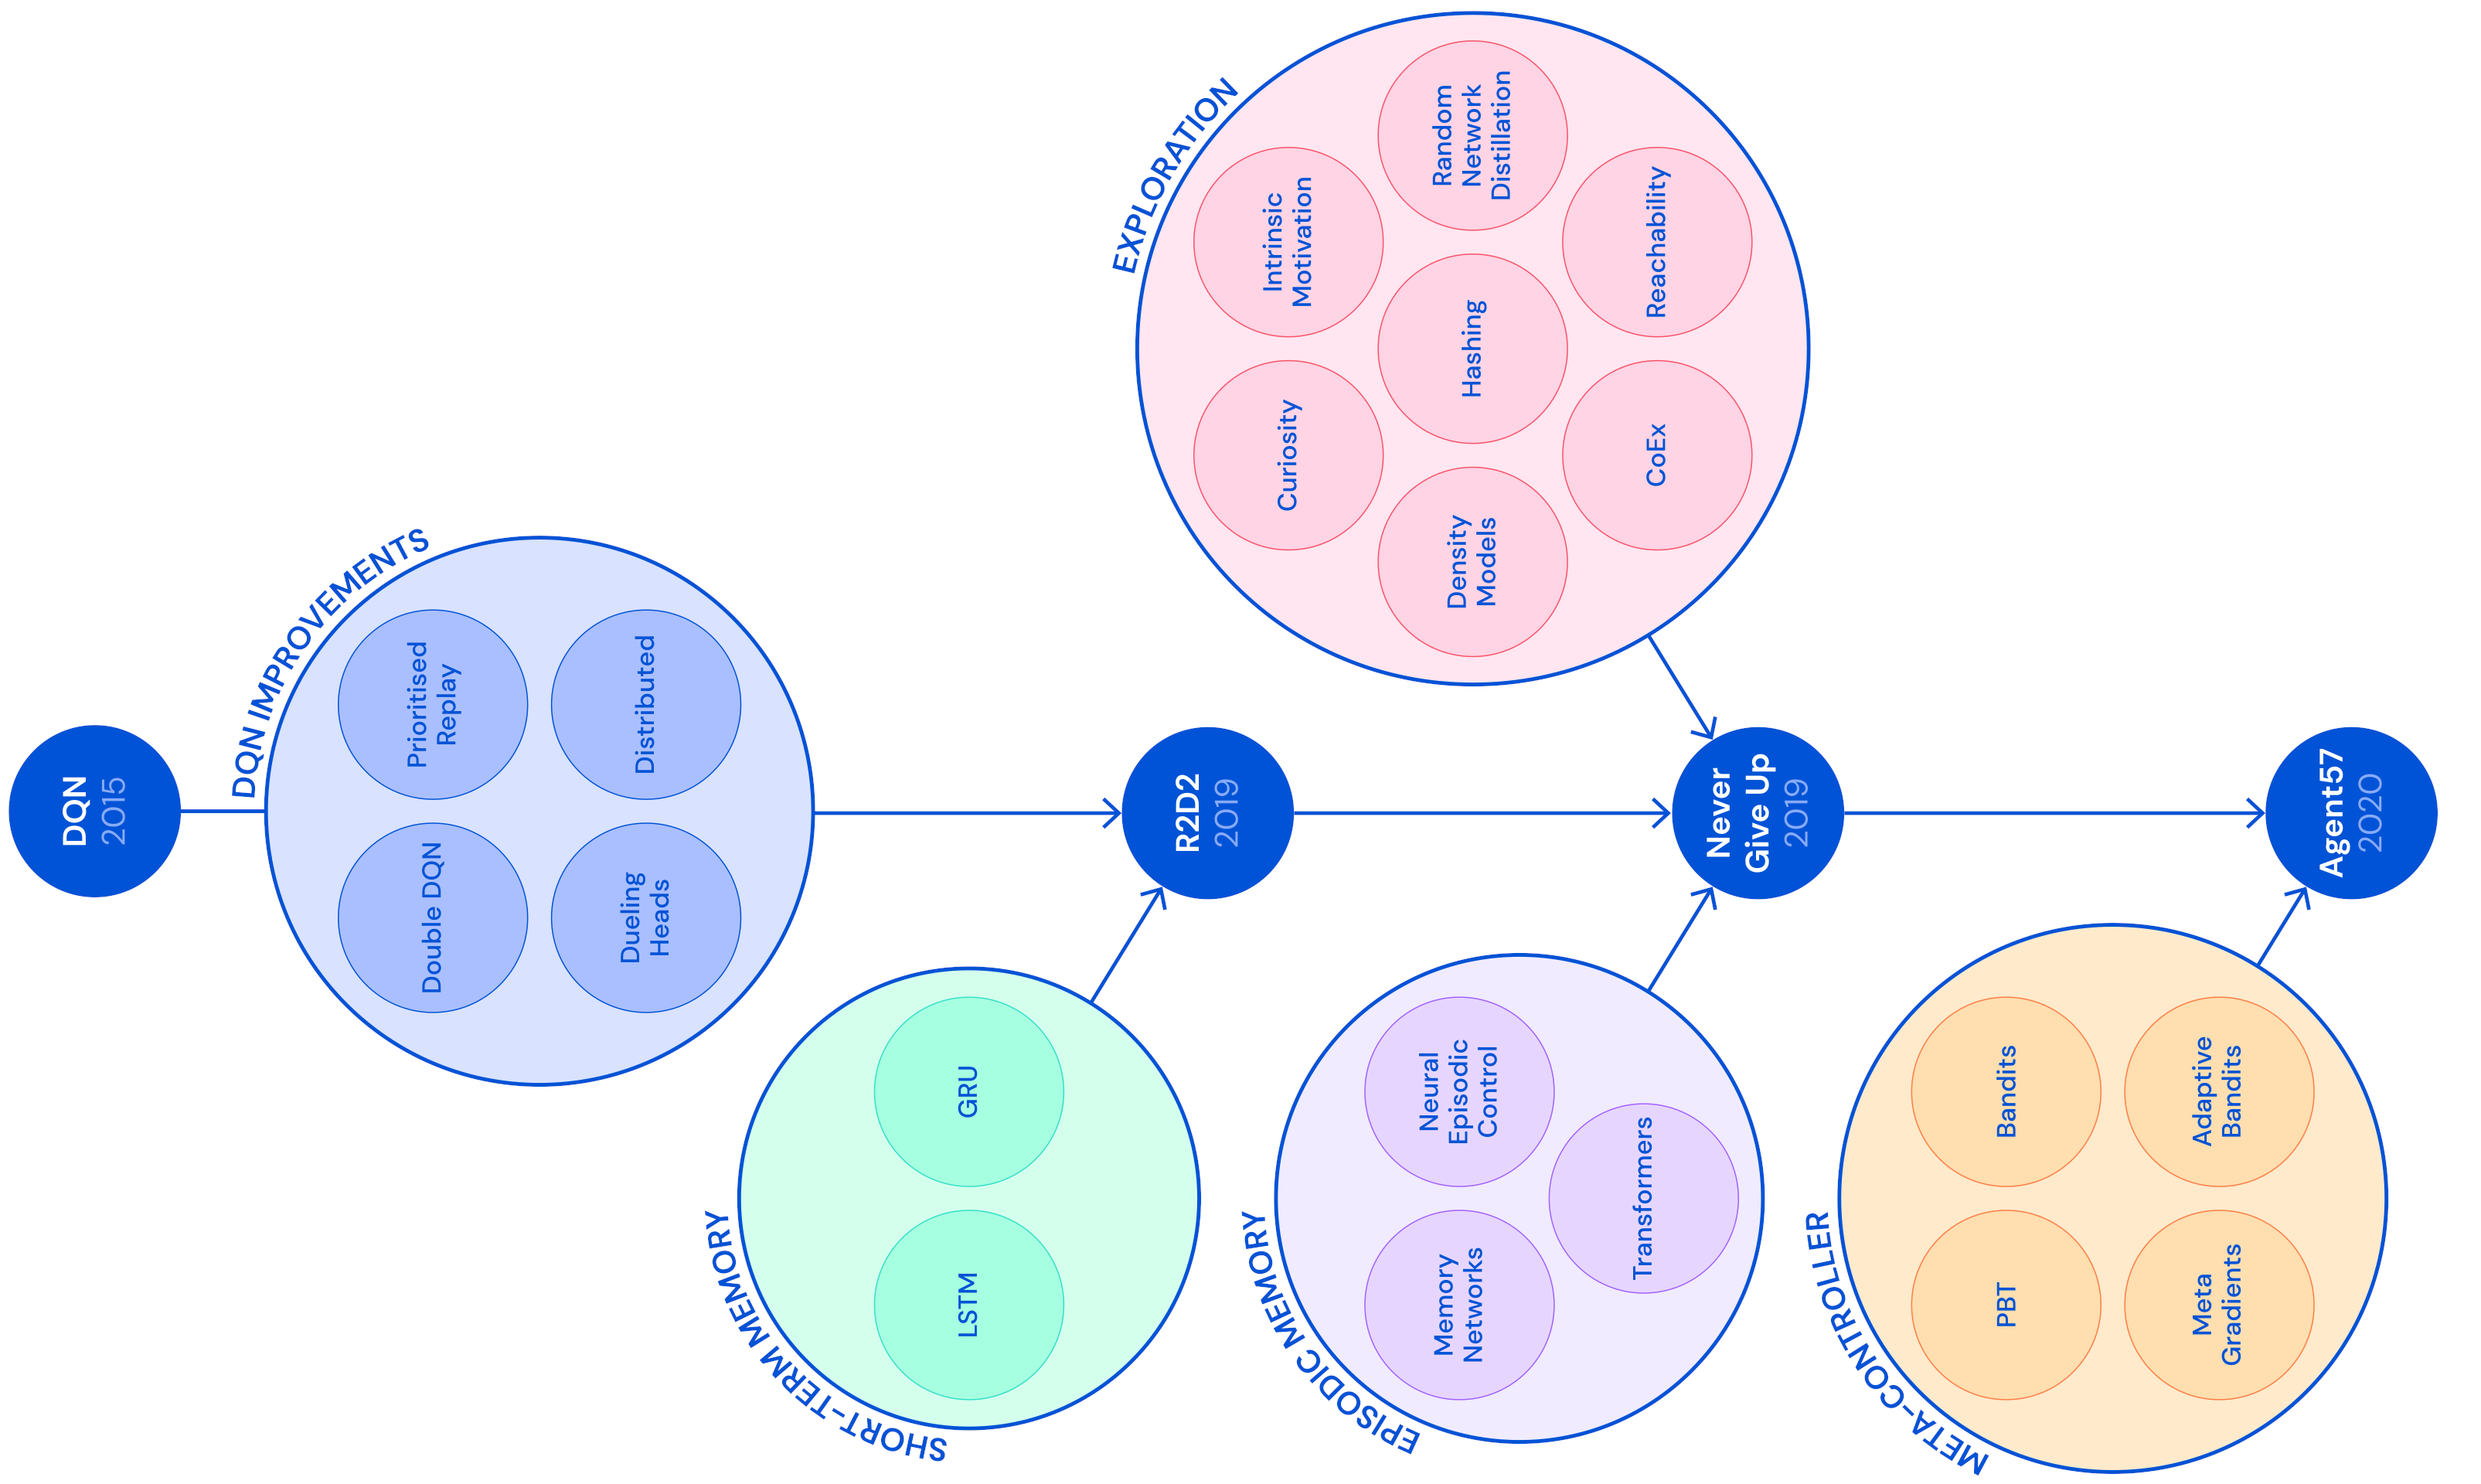 DQN
2015
DQN IMPROVEMENTS
Double DQN
Prioritised
Replay
Dueling
Heads
Distributed
SHORT-TERM MEMORY
LSTM
GRU
R2D2
2019
EPISODIC MEMORY
Memory
Networks
Neural
Episodic
Control
Transformers
EXPLORATION
Curiosity
Intrinsic
Motivation
Density
Models
Hashing
Random
Network
Distillation
CoEx
Reachability
Never
Give Up
2019
META-CONTROLLER
PBT
Bandits
Meta
Gradients
Adaptive
Bandits
Agent57
2020